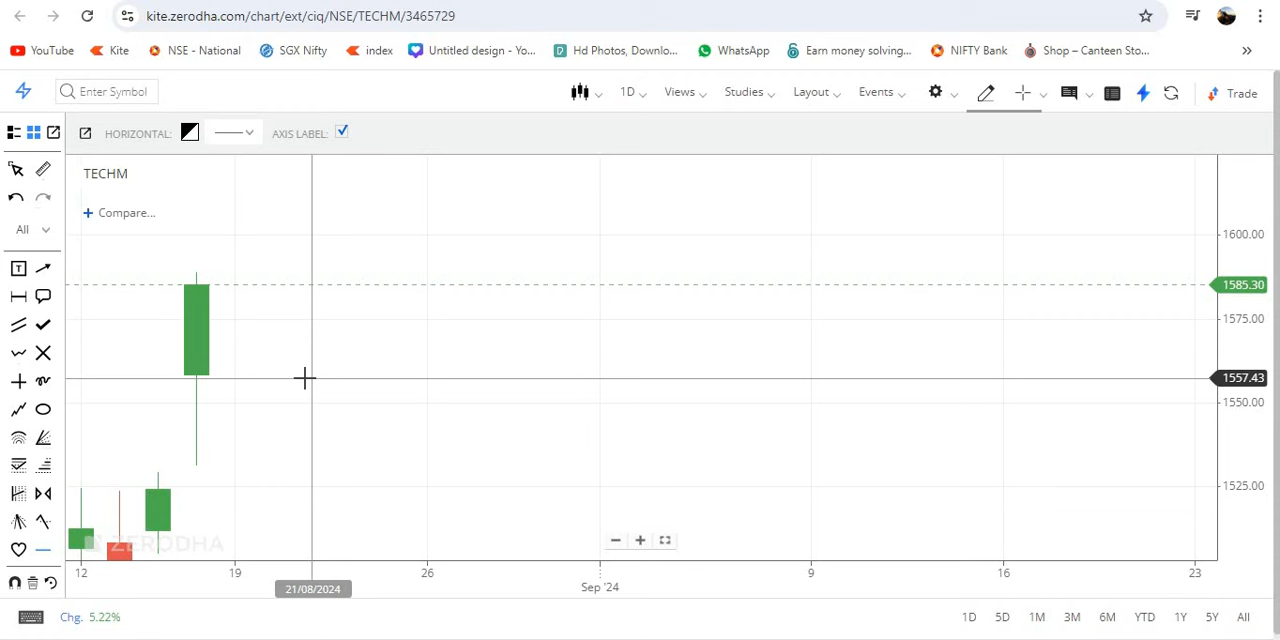 kite.zerodha.com/chart/ext/ciq/NSE/TECHM/3465729
YouTube Kite NSE - National SGX Nifty index Untitled design - Yo... Hd Photos, Downlo... WhatsApp Earn money solving... NIFTY Bank Shop – Canteen Sto... »
Enter Symbol 1D Views Studies Layout Events Trade
HORIZONTAL: AXIS LABEL:
TECHM
+ Compare...
All
1600.00
1585.30
1575.00
1557.43
1550.00
1525.00
ZERODHA
12 19 26 Sep '24 9 16 23
21/08/2024
Chg. 5.22% 1D 5D 1M 3M 6M YTD 1Y 5Y All